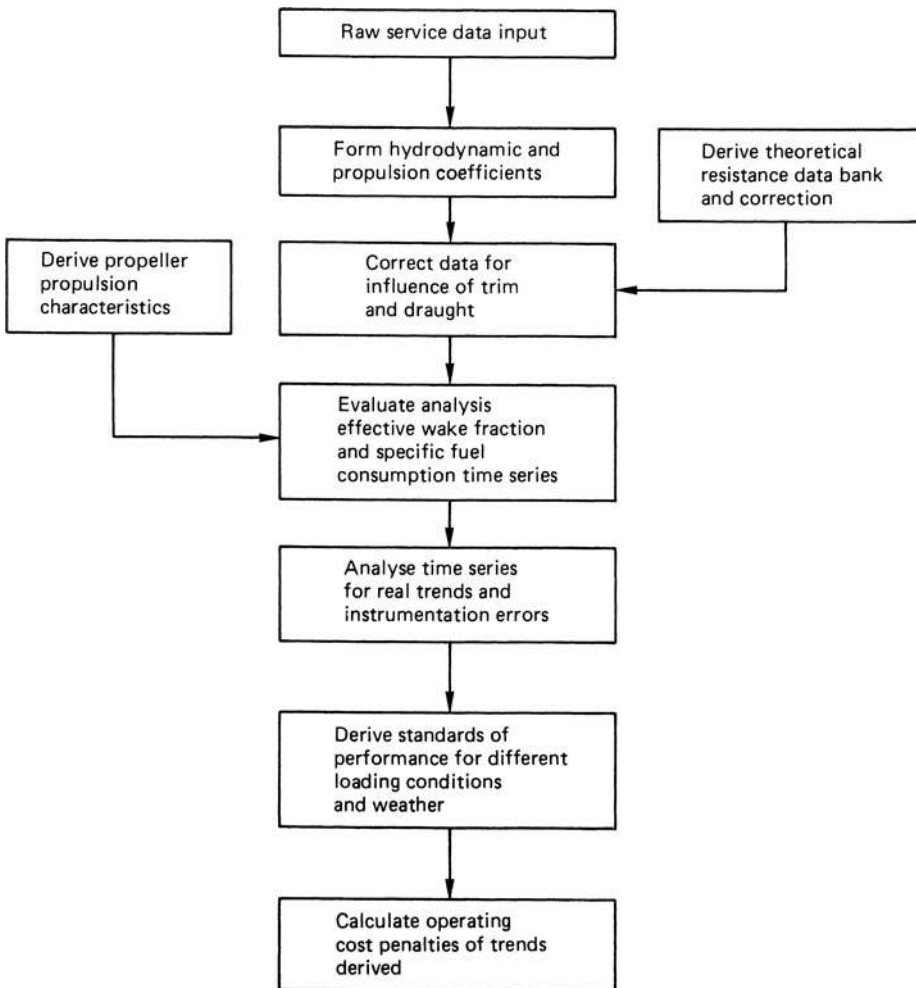 Raw service data input
Form hydrodynamic and
propulsion coefficients
Derive theoretical
resistance data bank
and correction
Derive propeller
propulsion
characteristics
Correct data for
influence of trim
and draught
Evaluate analysis
effective wake fraction
and specific fuel
consumption time series
Analyse time series
for real trends and
instrumentation errors
Derive standards of
performance for different
loading conditions
and weather
Calculate operating
cost penalties of trends
derived